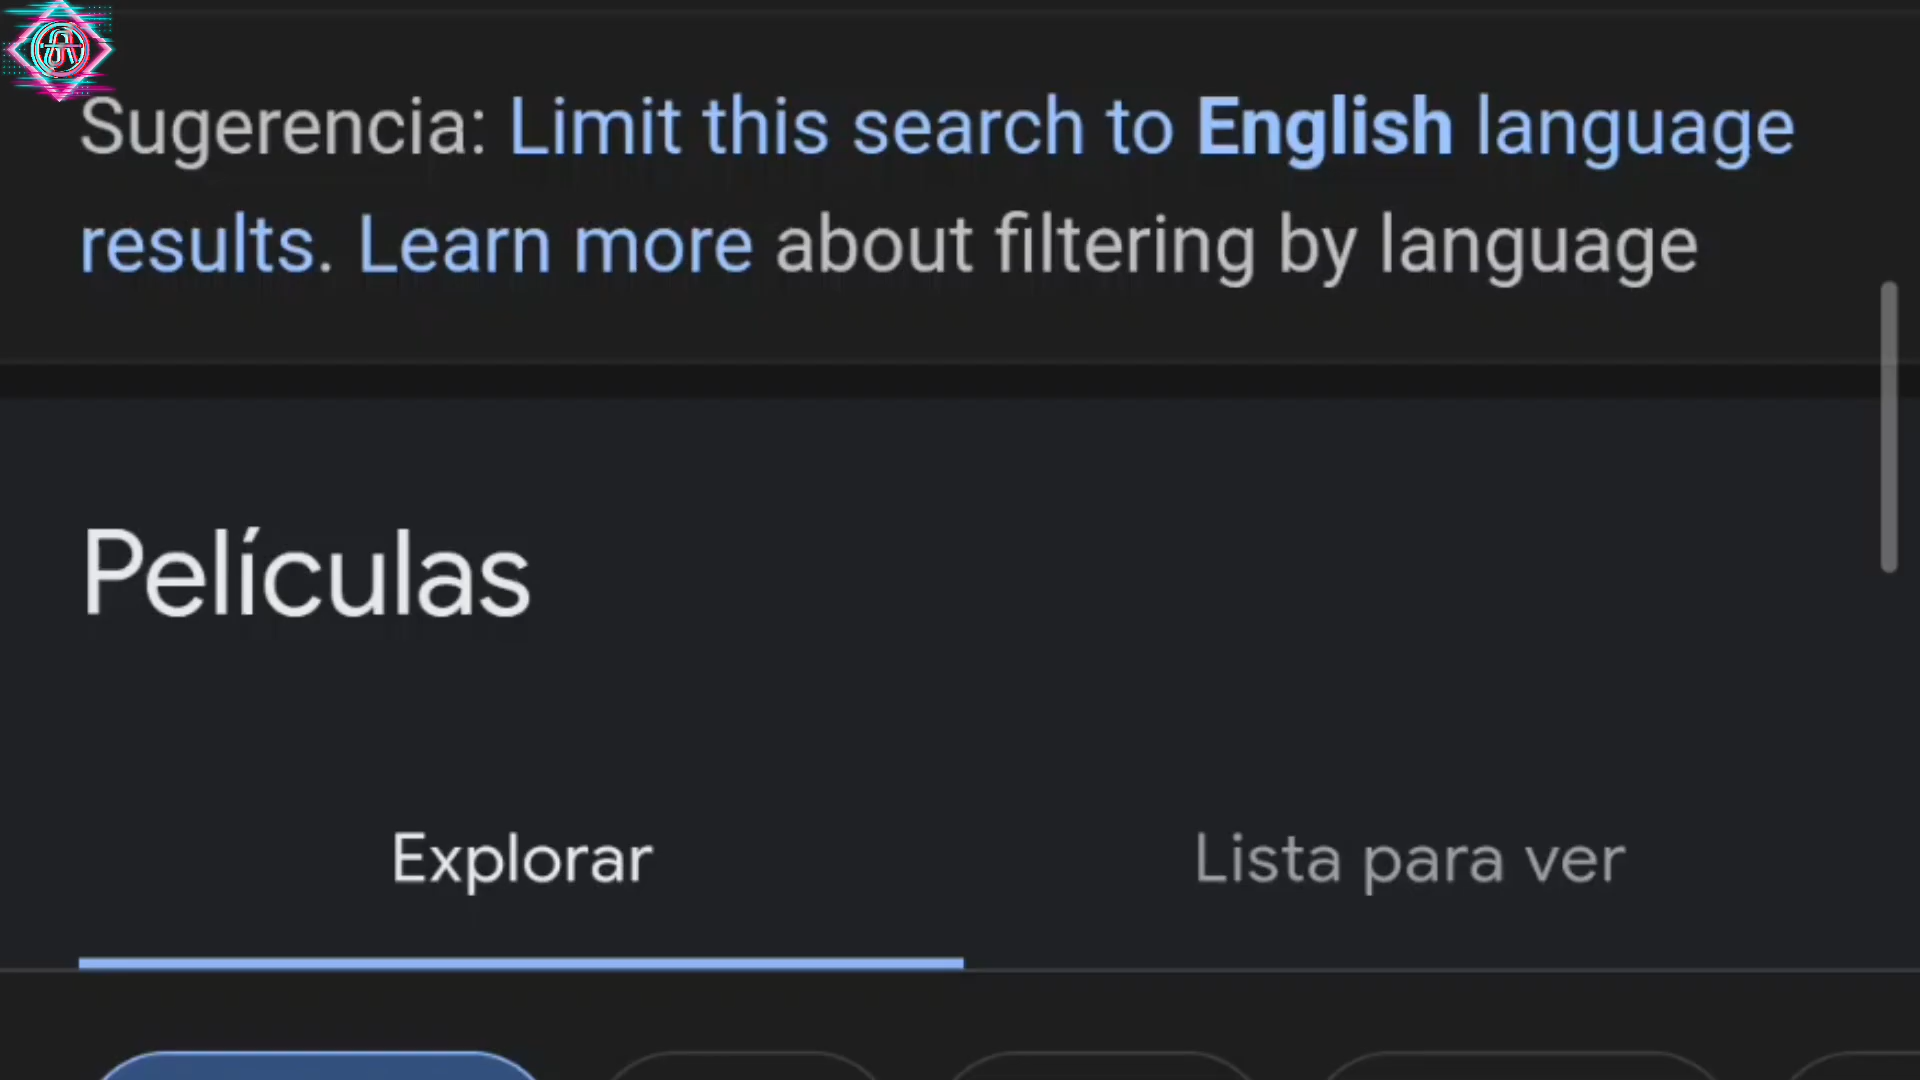 Sugerencia: Limit this search to English language
results. Learn more about filtering by language
Películas
Explorar
Lista para ver